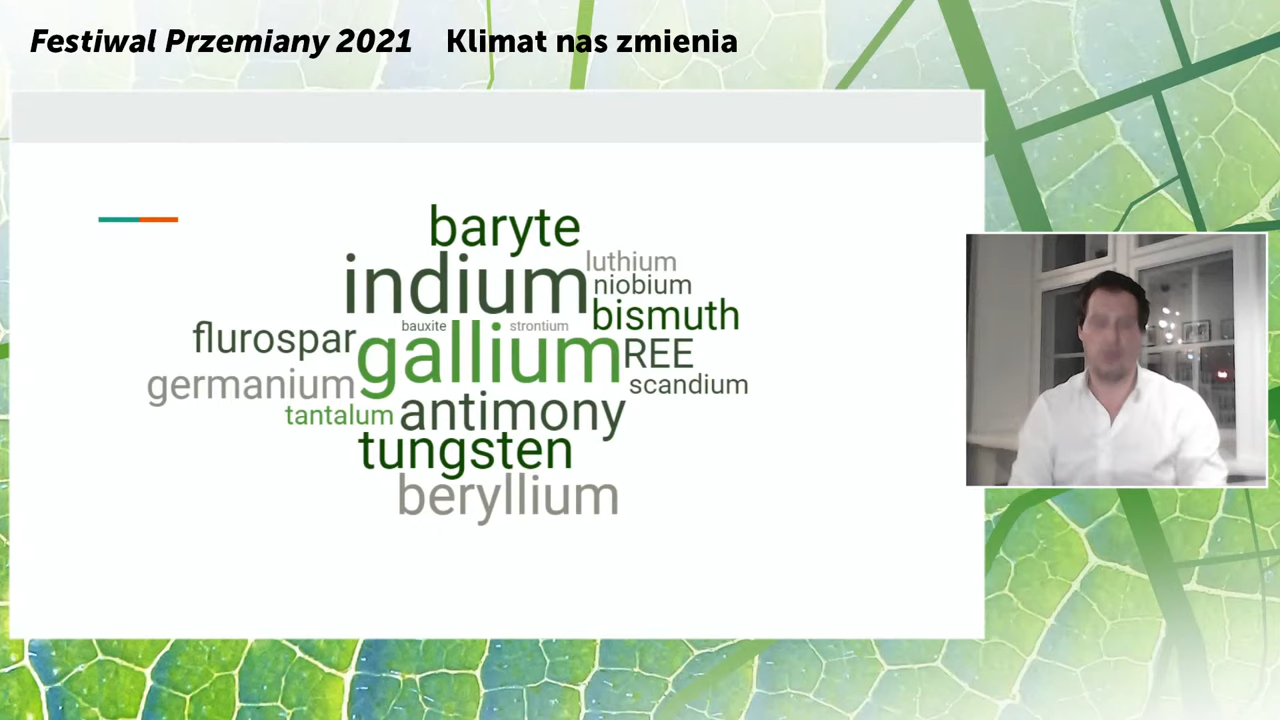 Festiwal Przemiany 2021 Klimat nas zmienia
baryte
indium
luthium
niobium
bismuth
flurospar
bauxite
strontium
gallium
REE
germanium
scandium
tantalum
antimony
tungsten
beryllium